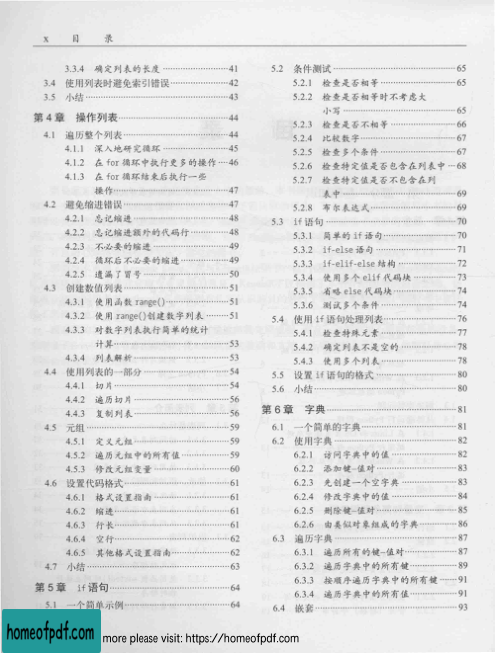 x 目 录
3.3.4 确定列表的长度 41
3.4 使用列表时避免索引错误 42
3.5 小结 43
第 4 章 操作列表 44
4.1 遍历整个列表 44
4.1.1 深入地研究循环 45
4.1.2 在 for 循环中执行更多的操作 46
4.1.3 在 for 循环结束后执行一些
操作 47
4.2 避免缩进错误 47
4.2.1 忘记缩进 48
4.2.2 忘记缩进额外的代码行 48
4.2.3 不必要的缩进 49
4.2.4 循环后不必要的缩进 49
4.2.5 遗漏了冒号 50
4.3 创建数值列表 51
4.3.1 使用函数 range() 51
4.3.2 使用 range()创建数字列表 51
4.3.3 对数字列表执行简单的统计
计算 53
4.3.4 列表解析 53
4.4 使用列表的一部分 54
4.4.1 切片 54
4.4.2 遍历切片 56
4.4.3 复制列表 56
4.5 元组 59
4.5.1 定义元组 59
4.5.2 遍历元组中的所有值 59
4.5.3 修改元组变量 60
4.6 设置代码格式 61
4.6.1 格式设置指南 61
4.6.2 缩进 61
4.6.3 行长 61
4.6.4 空行 62
4.6.5 其他格式设置指南 62
4.7 小结 63
第 5 章 if 语句 64
5.1 一个简单示例 64
5.2 条件测试 65
5.2.1 检查是否相等 65
5.2.2 检查是否相等时不考虑大
小写 65
5.2.3 检查是否不相等 66
5.2.4 比较数字 67
5.2.5 检查多个条件 67
5.2.6 检查特定值是否包含在列表中 68
5.2.7 检查特定值是否不包含在列
表中 69
5.2.8 布尔表达式 69
5.3 if 语句 70
5.3.1 简单的 if 语句 70
5.3.2 if-else 语句 71
5.3.3 if-elif-else 结构 72
5.3.4 使用多个 elif 代码块 73
5.3.5 省略 else 代码块 74
5.3.6 测试多个条件 74
5.4 使用 if 语句处理列表 76
5.4.1 检查特殊元素 77
5.4.2 确定列表不是空的 78
5.4.3 使用多个列表 78
5.5 设置 if 语句的格式 80
5.6 小结 80
第 6 章 字典 81
6.1 一个简单的字典 81
6.2 使用字典 82
6.2.1 访问字典中的值 82
6.2.2 添加键–值对 83
6.2.3 先创建一个空字典 83
6.2.4 修改字典中的值 84
6.2.5 删除键–值对 85
6.2.6 由类似对象组成的字典 86
6.3 遍历字典 87
6.3.1 遍历所有的键–值对 87
6.3.2 遍历字典中的所有键 89
6.3.3 按顺序遍历字典中的所有键 91
6.3.4 遍历字典中的所有值 91
6.4 嵌套 93
homeofpdf.com more please visit: https://homeofpdf.com